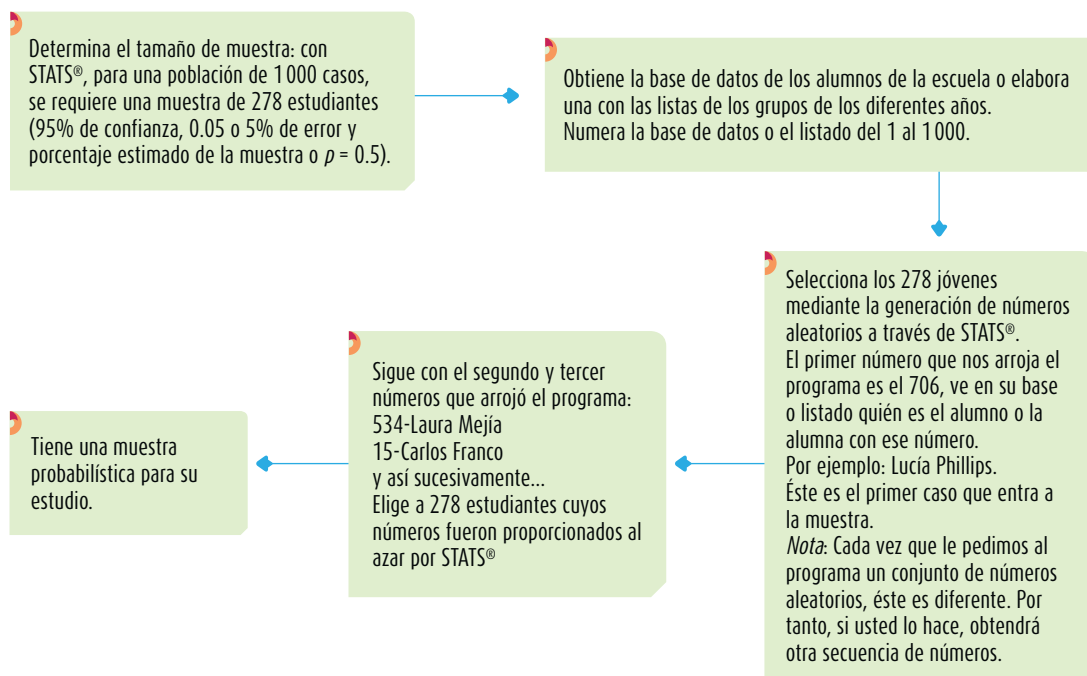 Determina el tamaño de muestra: con
STATS®, para una población de 1 000 casos,
se requiere una muestra de 278 estudiantes
(95% de confianza, 0.05 o 5% de error y
porcentaje estimado de la muestra o p = 0.5).
Obtiene la base de datos de los alumnos de la escuela o elabora
una con las listas de los grupos de los diferentes años.
Numera la base de datos o el listado del 1 al 1 000.
Selecciona los 278 jóvenes
mediante la generación de números
aleatorios a través de STATS®.
El primer número que nos arroja el
programa es el 706, ve en su base
o listado quién es el alumno o la
alumna con ese número.
Por ejemplo: Lucía Phillips.
Éste es el primer caso que entra a
la muestra.
Nota: Cada vez que le pedimos al
programa un conjunto de números
aleatorios, éste es diferente. Por
tanto, si usted lo hace, obtendrá
otra secuencia de números.
Sigue con el segundo y tercer
números que arrojó el programa:
534-Laura Mejía
15-Carlos Franco
y así sucesivamente...
Elige a 278 estudiantes cuyos
números fueron proporcionados al
azar por STATS®
Tiene una muestra
probabilística para su
estudio.